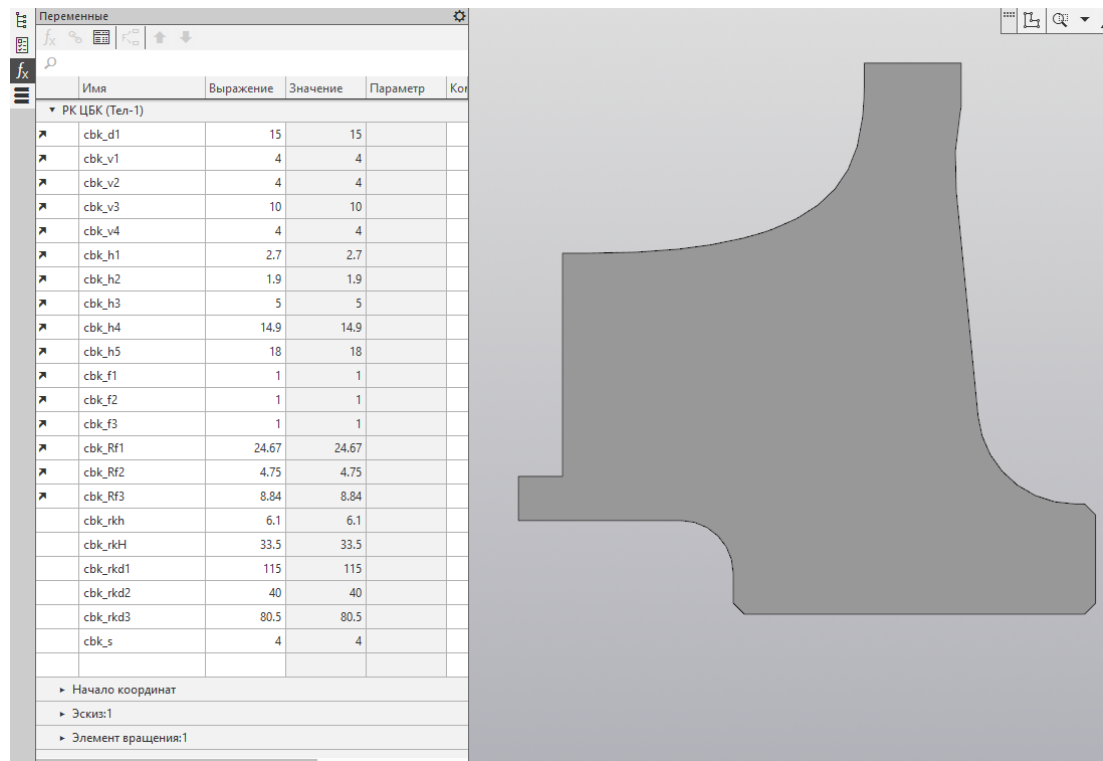 Переменные
fx
Имя Выражение Значение Параметр
РК ЦБК (Тел-1)
cbk_d1 15 15
cbk_v1 4 4
cbk_v2 4 4
cbk_v3 10 10
cbk_v4 4 4
cbk_h1 2.7 2.7
cbk_h2 1.9 1.9
cbk_h3 5 5
cbk_h4 14.9 14.9
cbk_h5 18 18
cbk_f1 1 1
cbk_f2 1 1
cbk_f3 1 1
cbk_Rf1 24.67 24.67
cbk_Rf2 4.75 4.75
cbk_Rf3 8.84 8.84
cbk_rkh 6.1 6.1
cbk_rkH 33.5 33.5
cbk_rkd1 115 115
cbk_rkd2 40 40
cbk_rkd3 80.5 80.5
cbk_s 4 4
Начало координат
Эскиз:1
Элемент вращения:1